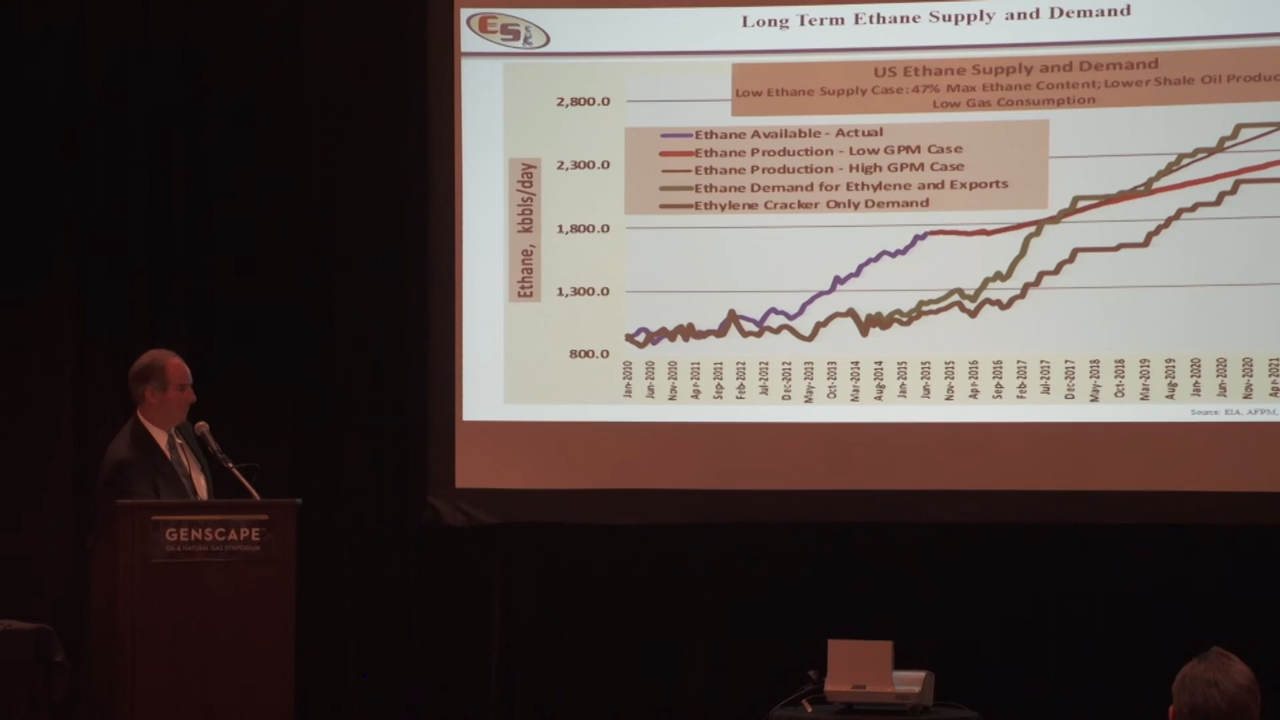 ES
Long Term Ethane Supply and Demand
US Ethane Supply and Demand
Low Ethane Supply Case: 47% Max Ethane Content; Lower Shale Oil Produc
Low Gas Consumption
2,800.0
2,300.0
1,800.0
1,300.0
800.0
Ethane, kbbls/day
Ethane Available - Actual
Ethane Production - Low GPM Case
Ethane Production - High GPM Case
Ethane Demand for Ethylene and Exports
Ethylene Cracker Only Demand
Jan-2010
Jun-2010
Nov-2010
Apr-2011
Sep-2011
Feb-2012
Jul-2012
Dec-2012
May-2013
Oct-2013
Mar-2014
Aug-2014
Jan-2015
Jun-2015
Nov-2015
Apr-2016
Sep-2016
Feb-2017
Jul-2017
Dec-2017
May-2018
Oct-2018
Mar-2019
Aug-2019
Jan-2020
Jun-2020
Nov-2020
Apr-2021
Source: EIA, AFPM,
GENSCAPE
OIL & NATURAL GAS SYMPOSIUM